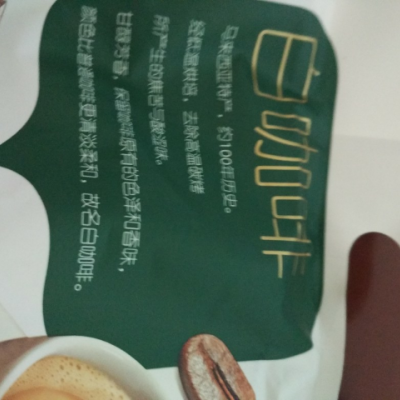 白咖啡
马来西亚特产，约100年历史。
经低温烘焙，去除高温碳烤
所产生的焦苦与酸涩味，
甘醇芳香，保留咖啡原有的色泽和香味，
颜色比普通咖啡更清淡柔和，故名白咖啡。